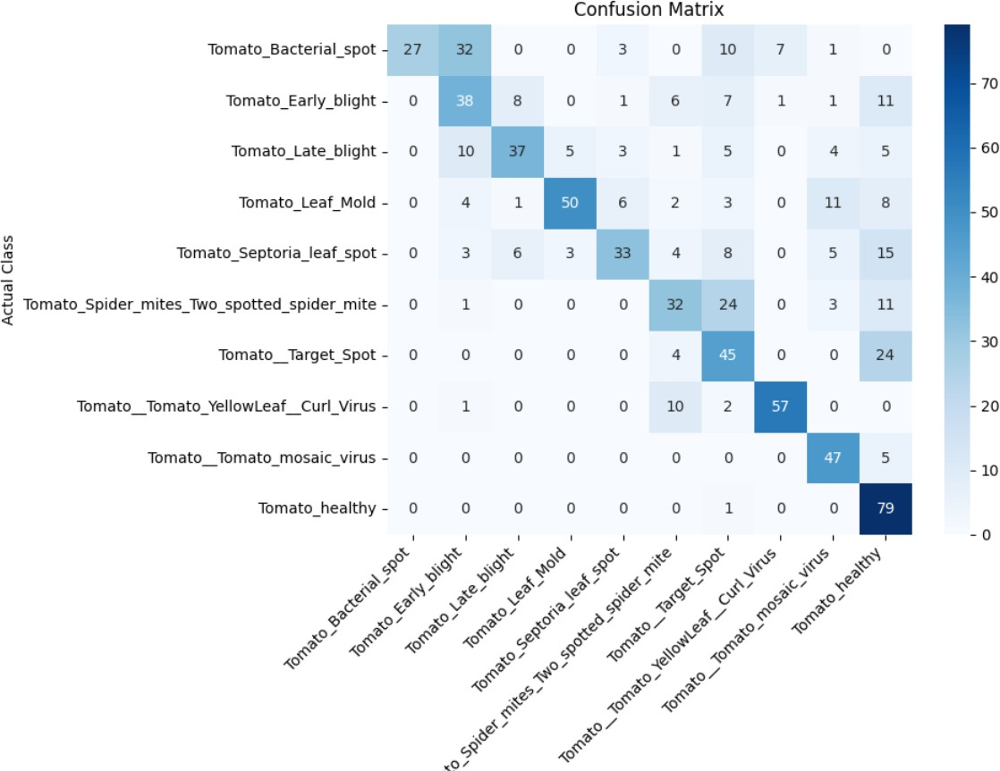 Confusion Matrix
Actual Class
Tomato_Bacterial_spot 27 32 0 0 3 0 10 7 1 0
Tomato_Early_blight 0 38 8 0 1 6 7 1 1 11
Tomato_Late_blight 0 10 37 5 3 1 5 0 4 5
Tomato_Leaf_Mold 0 4 1 50 6 2 3 0 11 8
Tomato_Septoria_leaf_spot 0 3 6 3 33 4 8 0 5 15
Tomato_Spider_mites_Two_spotted_spider_mite 0 1 0 0 0 32 24 0 3 11
Tomato__Target_Spot 0 0 0 0 0 4 45 0 0 24
Tomato__Tomato_YellowLeaf__Curl_Virus 0 1 0 0 0 10 2 57 0 0
Tomato__Tomato_mosaic_virus 0 0 0 0 0 0 0 0 47 5
Tomato_healthy 0 0 0 0 0 0 1 0 0 79
Tomato_Bacterial_spot
Tomato_Early_blight
Tomato_Late_blight
Tomato_Leaf_Mold
Tomato_Septoria_leaf_spot
to_Spider_mites_Two_spotted_spider_mite
Tomato__Target_Spot
Tomato__Tomato_YellowLeaf__Curl_Virus
Tomato__Tomato_mosaic_virus
Tomato_healthy
70
60
50
40
30
20
10
0